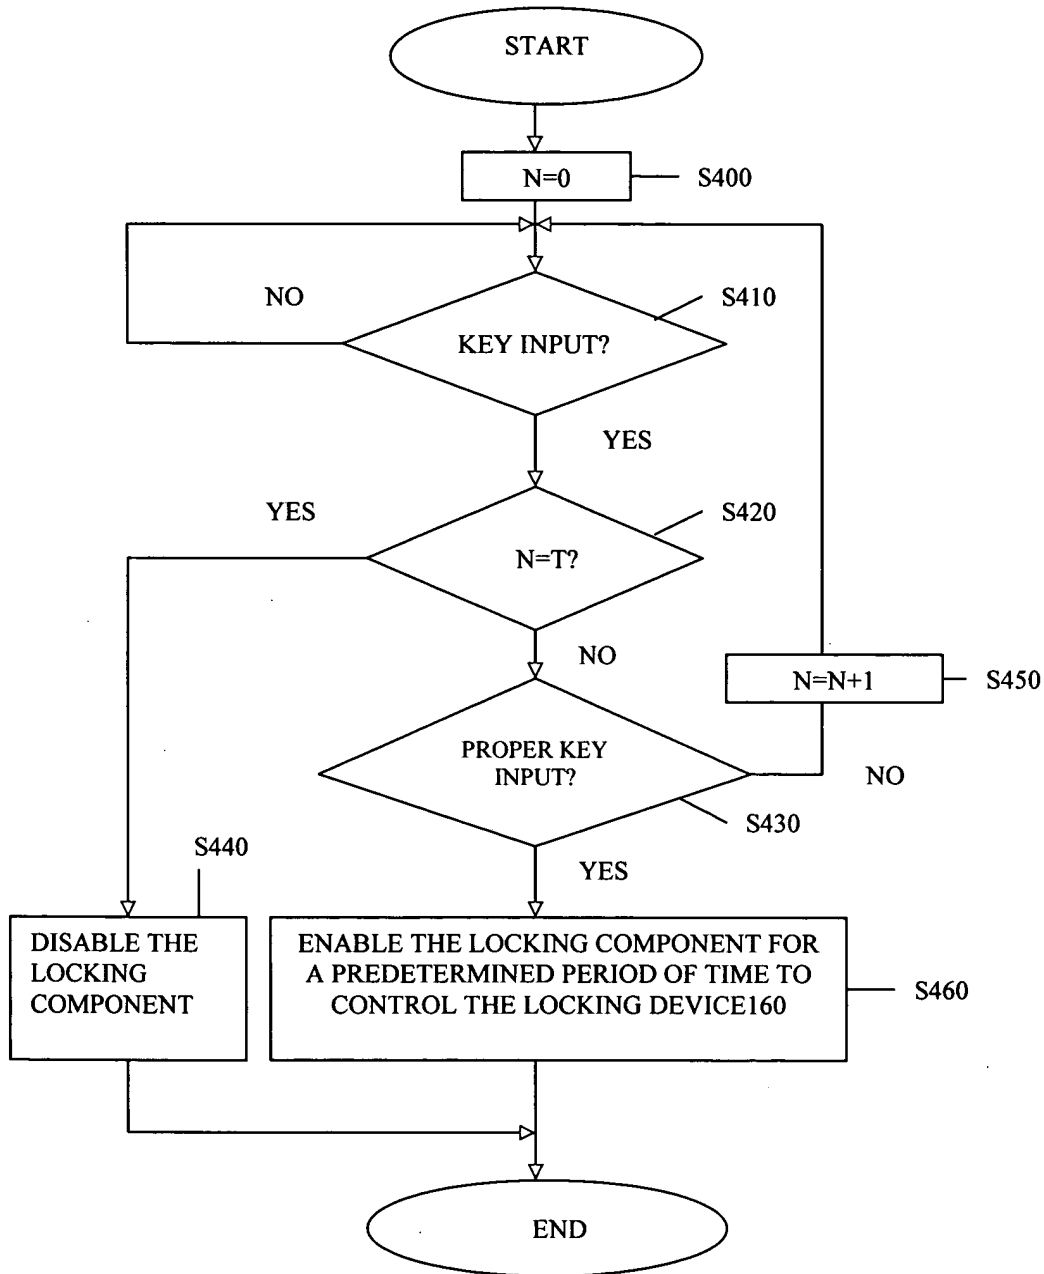 START
N=0
S400
NO
S410
KEY INPUT?
YES
YES
S420
N=T?
NO
N=N+1
S450
PROPER KEY
INPUT?
NO
S430
S440
YES
DISABLE THE
LOCKING
COMPONENT
ENABLE THE LOCKING COMPONENT FOR
A PREDETERMINED PERIOD OF TIME TO
CONTROL THE LOCKING DEVICE160
S460
END